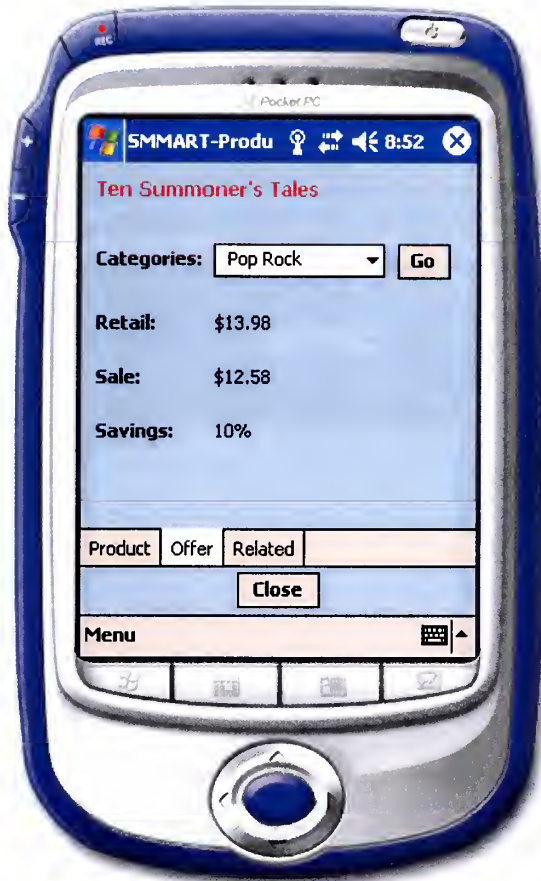 REC
Pocket PC
SMMART-Produ 8:52
Ten Summoner's Tales
Categories: Pop Rock Go
Retail: $13.98
Sale: $12.58
Savings: 10%
Product Offer Related
Close
Menu